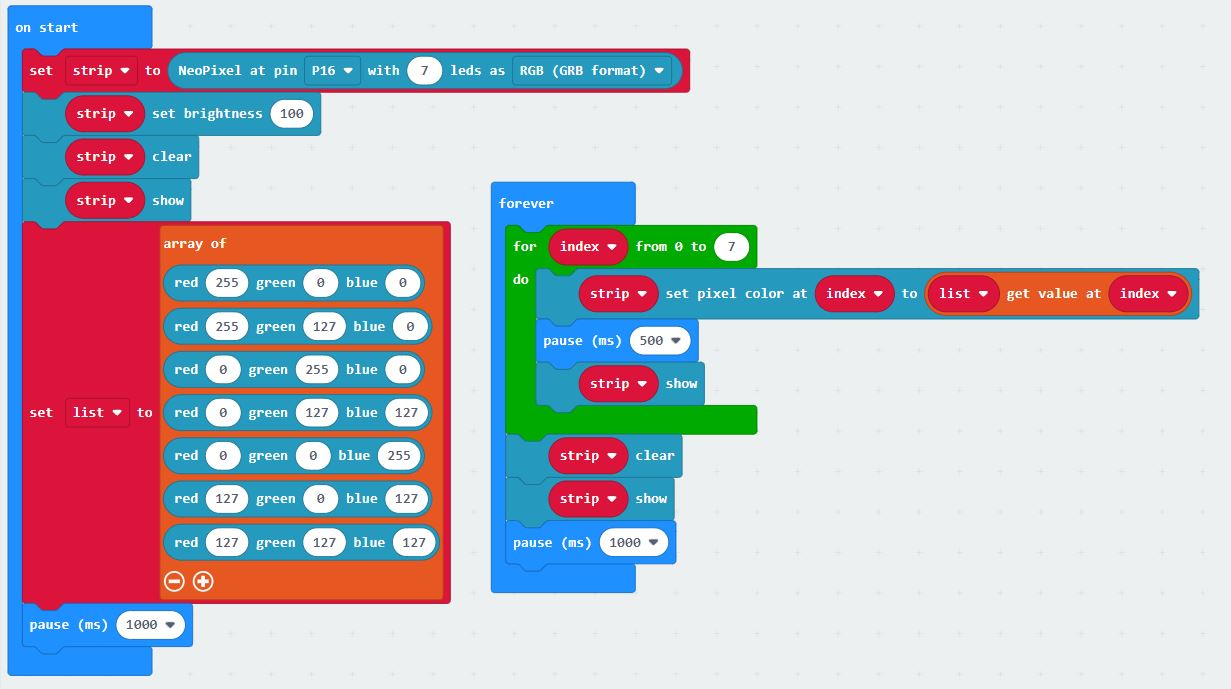 on start
set strip to NeoPixel at pin P16 with 7 leds as RGB (GRB format)
strip set brightness 100
strip clear
strip show
set list to array of
red 255 green 0 blue 0
red 255 green 127 blue 0
red 0 green 255 blue 0
red 0 green 127 blue 127
red 0 green 0 blue 255
red 127 green 0 blue 127
red 127 green 127 blue 127
pause (ms) 1000
forever
for index from 0 to 7
do
strip set pixel color at index to list get value at index
pause (ms) 500
strip show
strip clear
strip show
pause (ms) 1000